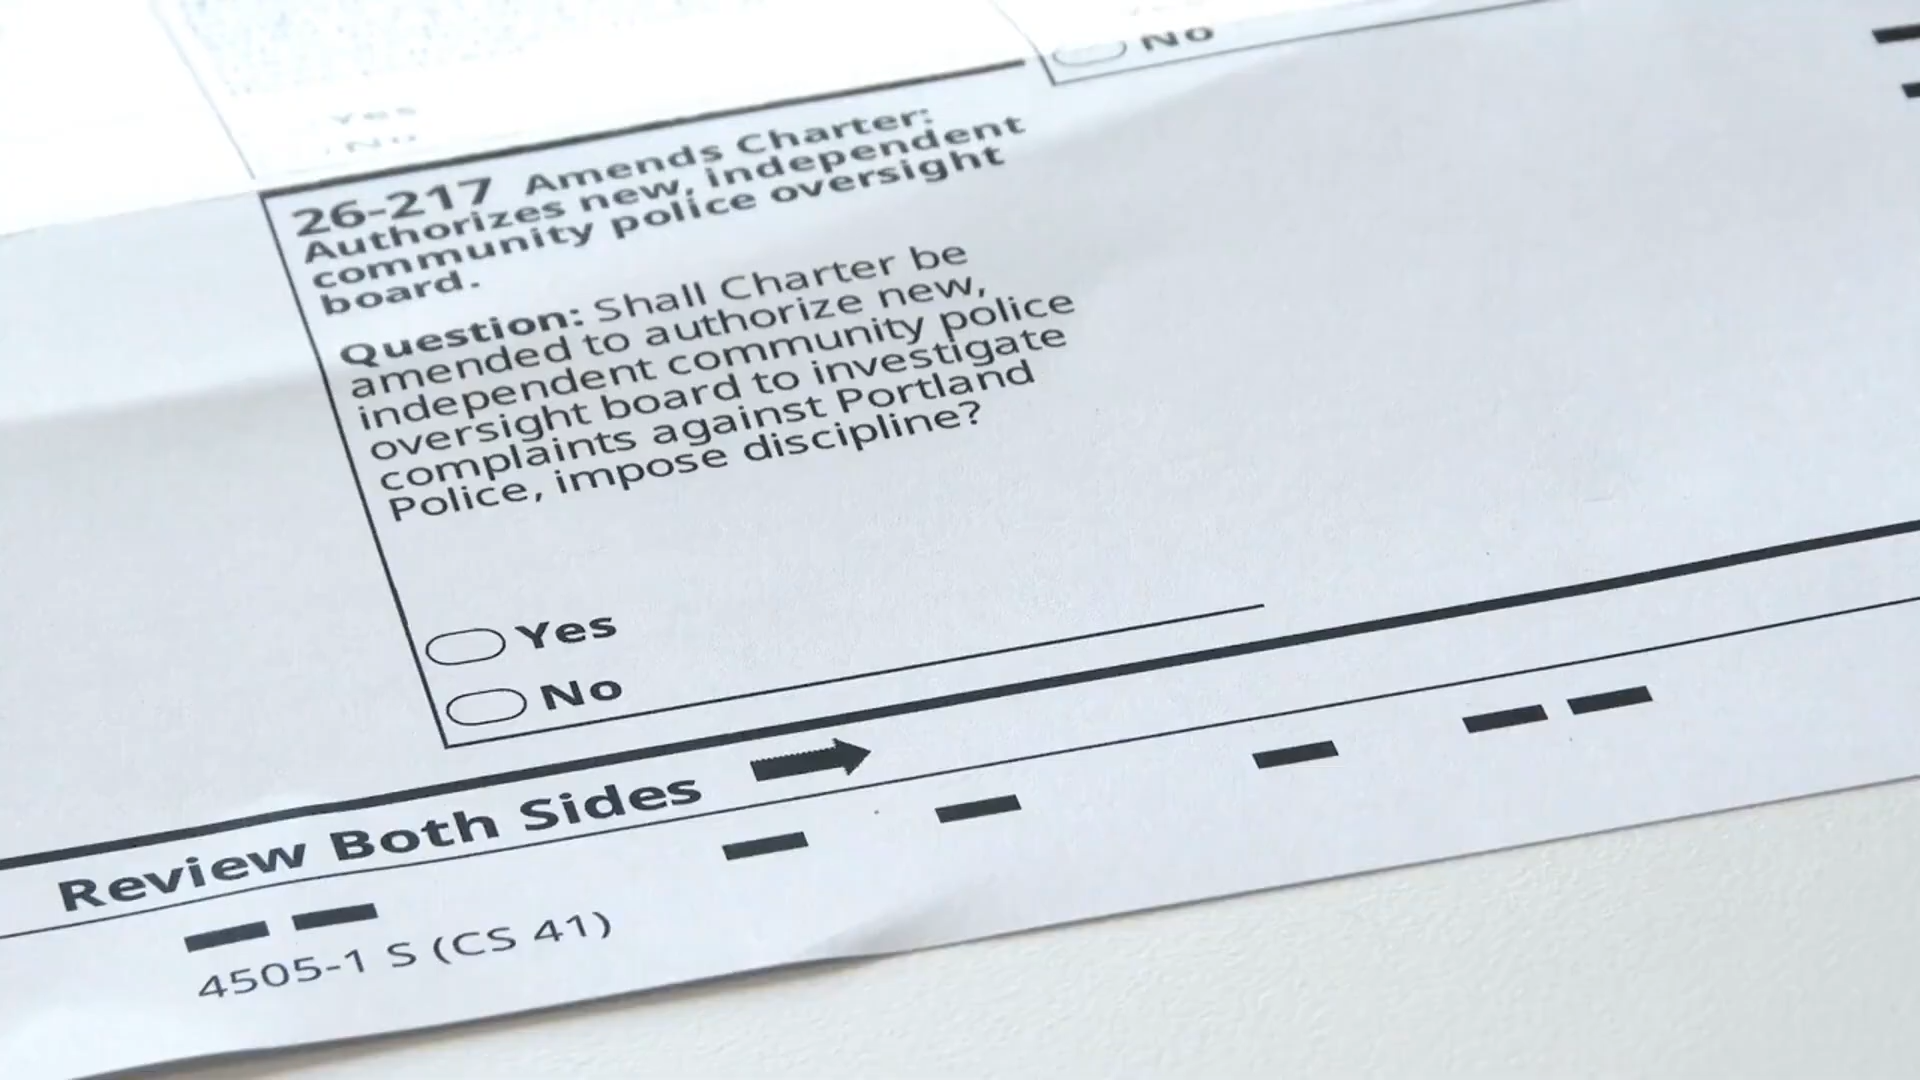 No
Yes
No
26-217 Amends Charter:
Authorizes new, independent
community police oversight
board.
Question: Shall Charter be
amended to authorize new,
independent community police
oversight board to investigate
complaints against Portland
Police, impose discipline?
Yes
No
Review Both Sides
4505-1 S (CS 41)